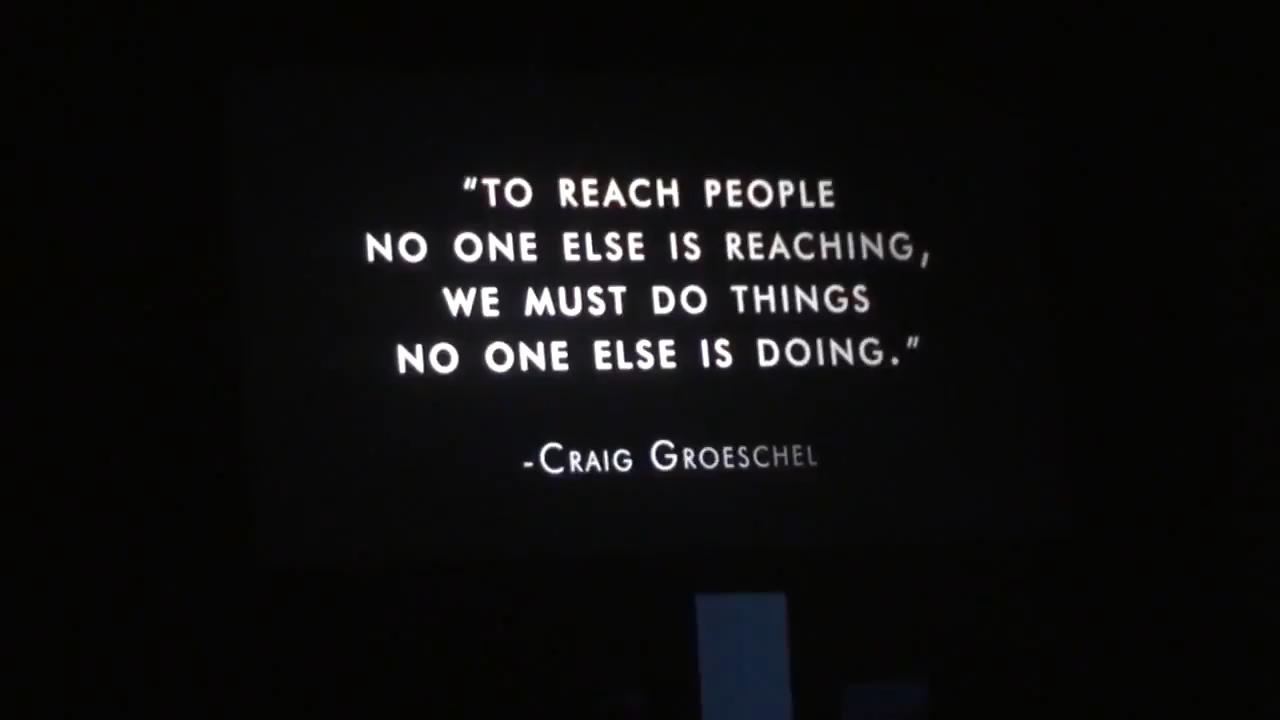 "TO REACH PEOPLE
NO ONE ELSE IS REACHING,
WE MUST DO THINGS
NO ONE ELSE IS DOING."
-CRAIG GROESCHEL